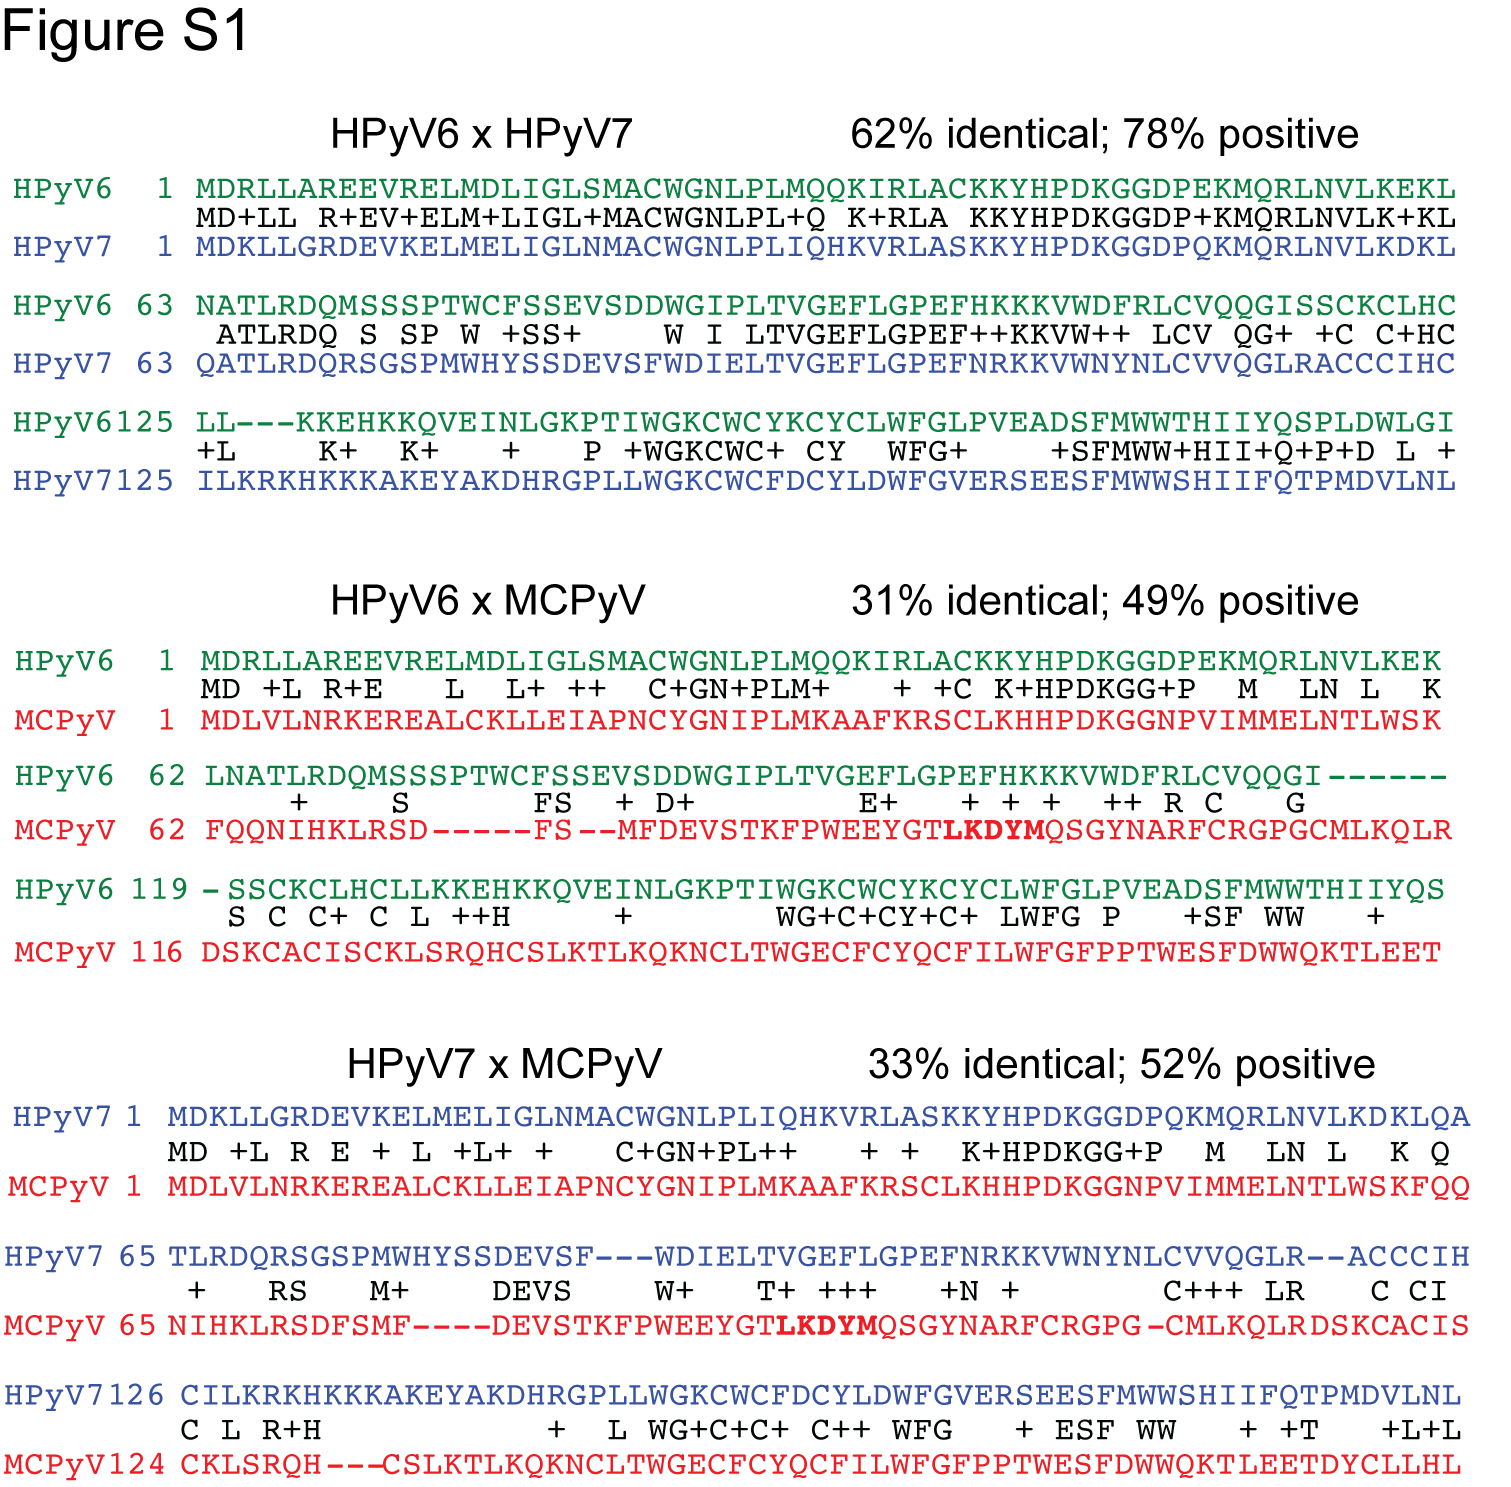 Figure S1
HPyV6 x HPyV7 62% identical; 78% positive
HPyV6 1 MDRLLAREEVRELMDLIGLSMACWGNLPLMQQKIRLACKKYHPDKGGDPEKMQRLNVLKEKL
MD+LL R+EV+ELM+LIGL+MACWGNLPL+Q K+RLA KKYHPDKGGDP+KMQRLNVLK+KL
HPyV7 1 MDKLLGRDEVKELMELIGLNMACWGNLPLIQHKVRLASKKYHPDKGGDPQKMQRLNVLKDKL
HPyV6 63 NATLRDQMSSSPTWCFSSEVSDDWGIPLTVGEFLGPEFHKKKVWDFRLCVQQGISSCKCLHC
ATLRDQ S SP W +SS+ W I LTVGEFLGPEF++KKVW++ LCV QG+ +C C+HC
HPyV7 63 QATLRDQRSGSPMWHYSSDEVSFWDIELTVGEFLGPEFNRKKVWNYNLCVVQGLRACCCIHC
HPyV6125 LL---KKEHKKQVEINLGKPTIWGKCWCYKCYCLWFGLPVEADSFMWWTHIIYQSPLDWLGI
+L K+ K+ + P +WGKCWC+ CY WFG+ +SFMWW+HII+Q+P+D L +
HPyV7125 ILKRKHKKKAKEYAKDHRGPLLWGKCWCFDCYLDWFGVERSEESFMWWSHIIFQTPMDVLNL
HPyV6 x MCPyV 31% identical; 49% positive
HPyV6 1 MDRLLAREEVRELMDLIGLSMACWGNLPLMQQKIRLACKKYHPDKGGDPEKMQRLNVLKEK
MD +L R+E L L+ ++ C+GN+PLM+ + +C K+HPDKGG+P M LN L K
MCPyV 1 MDLVLNRKEREALCKLLEIAPNCYGNIPLMKAAFKRSCLKHHPDKGGNPVIMMELNTLWSK
HPyV6 62 LNATLRDQMSSSPTWCFSSEVSDDWGIPLTVGEFLGPEFHKKKVWDFRLCVQQGI------
+ S FS + D+ E+ + + + ++ R C G
MCPyV 62 FQQNIHKLRSD-----FS--MFDEVSTKFPWEEYGTLKDYMQSGYNARFCRGPGCMLKQLR
HPyV6 119 -SSCKCLHCLLKKEHKKQVEINLGKPTIWGKCWCYKCYCLWFGLPVEADSFMWWTHIIYQS
S C C+ C L ++H + WG+C+CY+C+ LWFG P +SF WW +
MCPyV 116 DSKCACISCKLSRQHCSLKTLKQKNCLTWGECFCYQCFILWFGFPPTWESFDWWQKTLEET
HPyV7 x MCPyV 33% identical; 52% positive
HPyV7 1 MDKLLGRDEVKELMELIGLNMACWGNLPLIQHKVRLASKKYHPDKGGDPQKMQRLNVLKDKLQA
MD +L R E + L +L+ + C+GN+PL++ + + K+HPDKGG+P M LN L K Q
MCPyV 1 MDLVLNRKEREALCKLLEIAPNCYGNIPLMKAAFKRSCLKHHPDKGGNPVIMMELNTLWSKFQQ
HPyV7 65 TLRDQRSGSPMWHYSSDEVSF---WDIELTVGEFLGPEFNRKKVWNYNLCVVQGLR--ACCCIH
+ RS M+ DEVS W+ T+ +++ +N + C+++ LR C CI
MCPyV 65 NIHKLRSDFSMF----DEVSTKFPWEEYGTLKDYMQSGYNARFCRGPG-CMLKQLRDSKCACIS
HPyV7126 CILKRKHKKKAKEYAKDHRGPLLWGKCWCFDCYLDWFGVERSEESFMWWSHIIFQTPMDVLNL
C L R+H + L WG+C+C+ C++ WFG + ESF WW + +T +L+L
MCPyV124 CKLSRQH---CSLKTLKQKNCLTWGECFCYQCFILWFGFPPTWESFDWWQKTLEETDYCLLHL